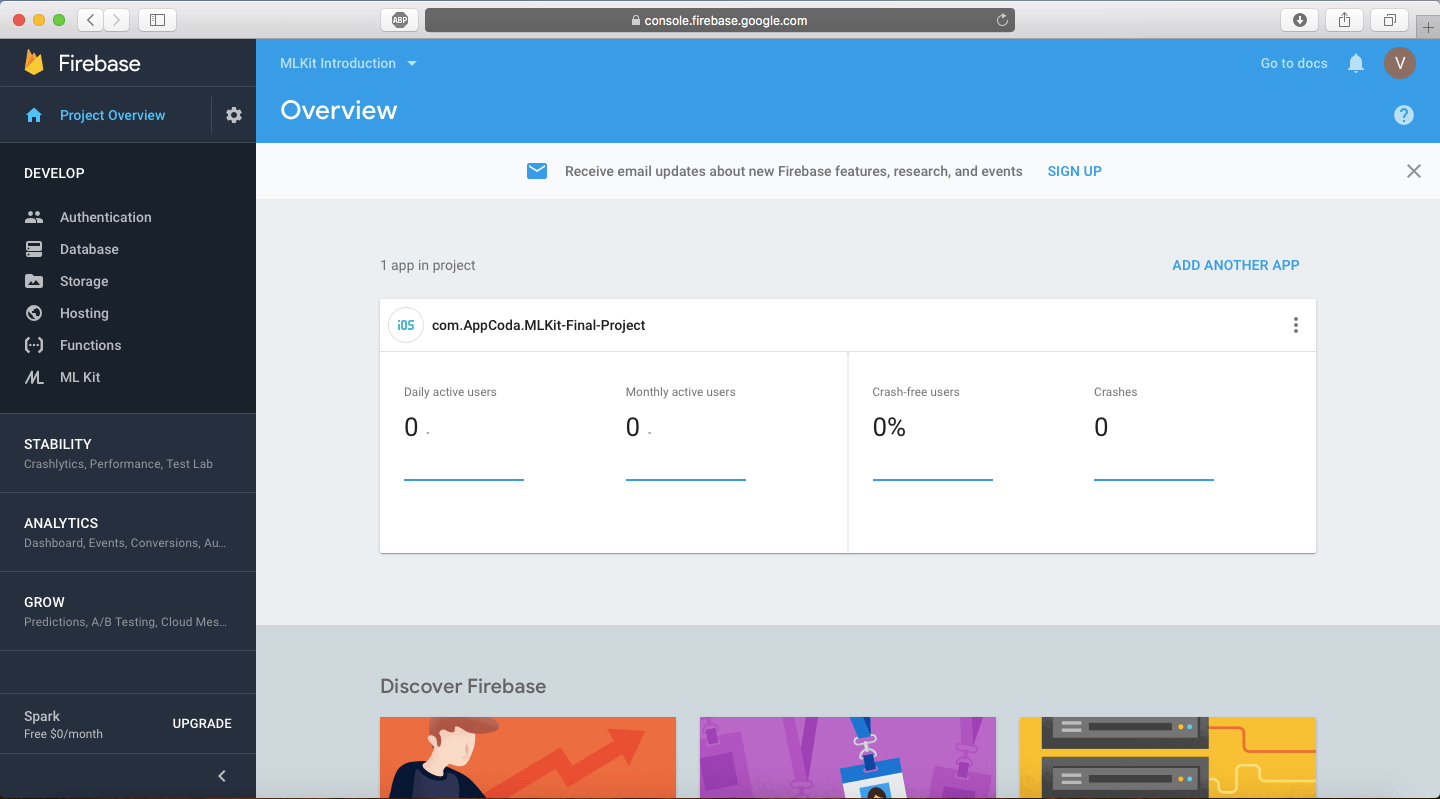 ABP
console.firebase.google.com
Firebase
MLKit Introduction
Go to docs
V
Project Overview
Overview
?
Receive email updates about new Firebase features, research, and events
SIGN UP
DEVELOP
Authentication
Database
Storage
Hosting
Functions
ML Kit
STABILITY
Crashlytics, Performance, Test Lab
ANALYTICS
Dashboard, Events, Conversions, Au...
GROW
Predictions, A/B Testing, Cloud Mes...
Spark
Free $0/month
UPGRADE
1 app in project
ADD ANOTHER APP
iOS
com.AppCoda.MLKit-Final-Project
Daily active users
0 -
Monthly active users
0 -
Crash-free users
0%
Crashes
0
Discover Firebase